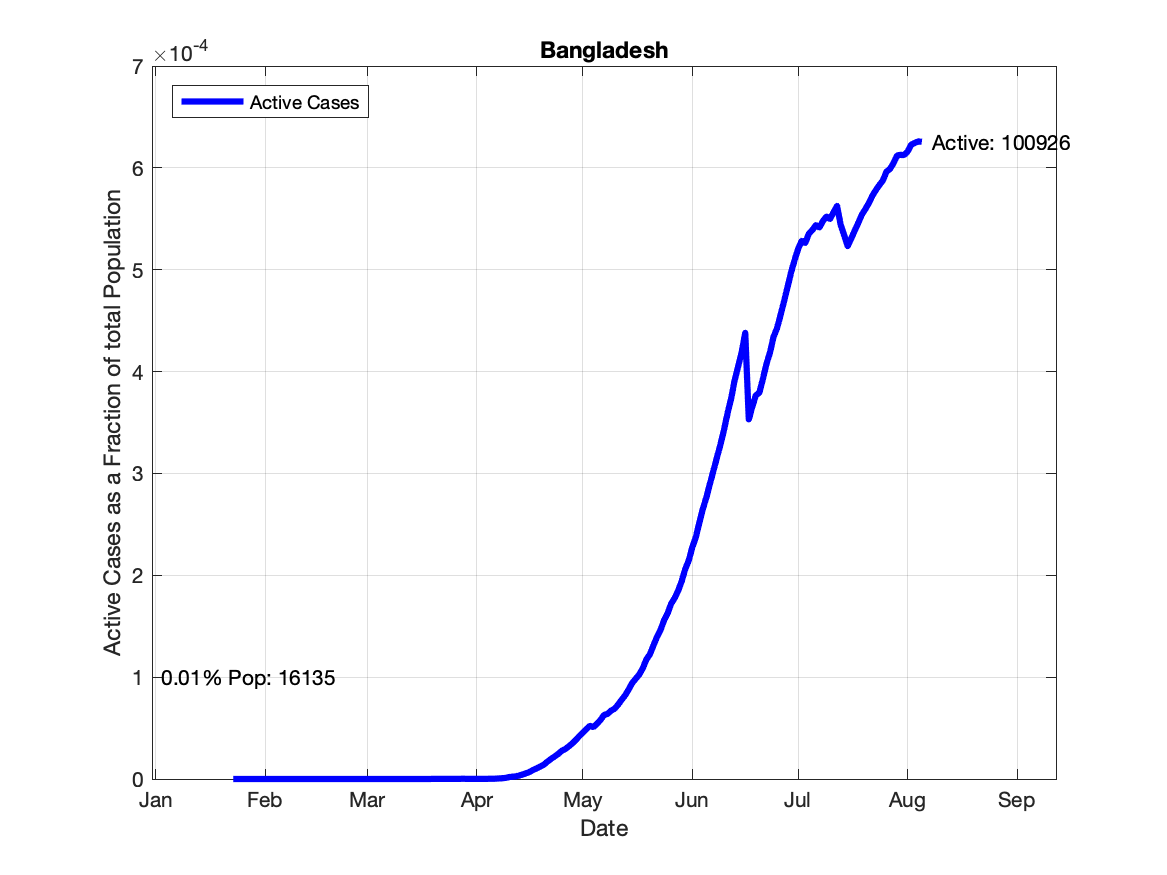 Bangladesh
×10-4
Active Cases
7
6
5
4
3
2
1
0
Active: 100926
0.01% Pop: 16135
Active Cases as a Fraction of total Population
Jan Feb Mar Apr May Jun Jul Aug Sep
Date